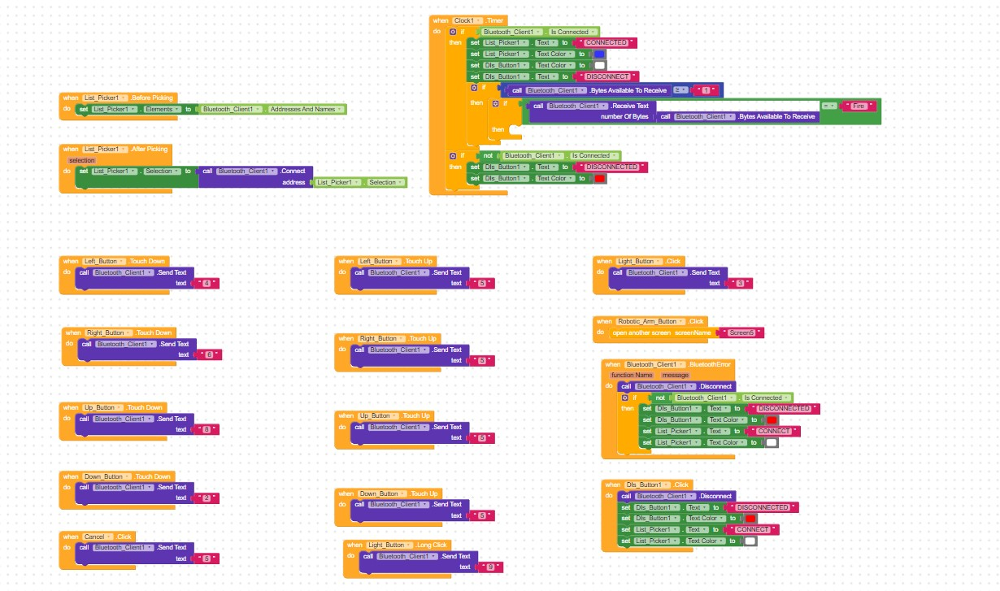 when List_Picker1 .Before Picking
do set List_Picker1 . Elements to Bluetooth_Client1 . Addresses And Names
when List_Picker1 .After Picking
selection
do set List_Picker1 . Selection to call Bluetooth_Client1 .Connect
address List_Picker1 . Selection
when Clock1 .Timer
do if Bluetooth_Client1 . Is Connected
then set List_Picker1 . Text to " CONNECTED "
set List_Picker1 . Text Color to
set DIs_Button1 . Text Color to
set DIs_Button1 . Text to " DISCONNECT "
if call Bluetooth_Client1 .Bytes Available To Receive ≥ " 1 "
then if call Bluetooth_Client1 .Receive Text = " Fire "
number Of Bytes call Bluetooth_Client1 .Bytes Available To Receive
then
if not Bluetooth_Client1 . Is Connected
then set DIs_Button1 . Text to " DISCONNECTED "
set DIs_Button1 . Text Color to
when Left_Button .Touch Down
do call Bluetooth_Client1 .Send Text
text " 4 "
when Left_Button .Touch Up
do call Bluetooth_Client1 .Send Text
text " 5 "
when Light_Button .Click
do call Bluetooth_Client1 .Send Text
text " 3 "
when Right_Button .Touch Down
do call Bluetooth_Client1 .Send Text
text " 6 "
when Right_Button .Touch Up
do call Bluetooth_Client1 .Send Text
text " 5 "
when Robotic_Arm_Button .Click
do open another screen screenName " Screen5 "
when Bluetooth_Client1 .BluetoothError
function Name message
do call Bluetooth_Client1 .Disconnect
if not Bluetooth_Client1 . Is Connected
then set DIs_Button1 . Text to " DISCONNECTED "
set DIs_Button1 . Text Color to
set List_Picker1 . Text to " CONNECT "
set List_Picker1 . Text Color to
when Up_Button .Touch Down
do call Bluetooth_Client1 .Send Text
text " 8 "
when Up_Button .Touch Up
do call Bluetooth_Client1 .Send Text
text " 5 "
when Down_Button .Touch Down
do call Bluetooth_Client1 .Send Text
text " 2 "
when Down_Button .Touch Up
do call Bluetooth_Client1 .Send Text
text " 5 "
when DIs_Button1 .Click
do call Bluetooth_Client1 .Disconnect
set DIs_Button1 . Text to " DISCONNECTED "
set DIs_Button1 . Text Color to
set List_Picker1 . Text to " CONNECT "
set List_Picker1 . Text Color to
when Cancel .Click
do call Bluetooth_Client1 .Send Text
text " 5 "
when Light_Button .Long Click
do call Bluetooth_Client1 .Send Text
text " 9 "